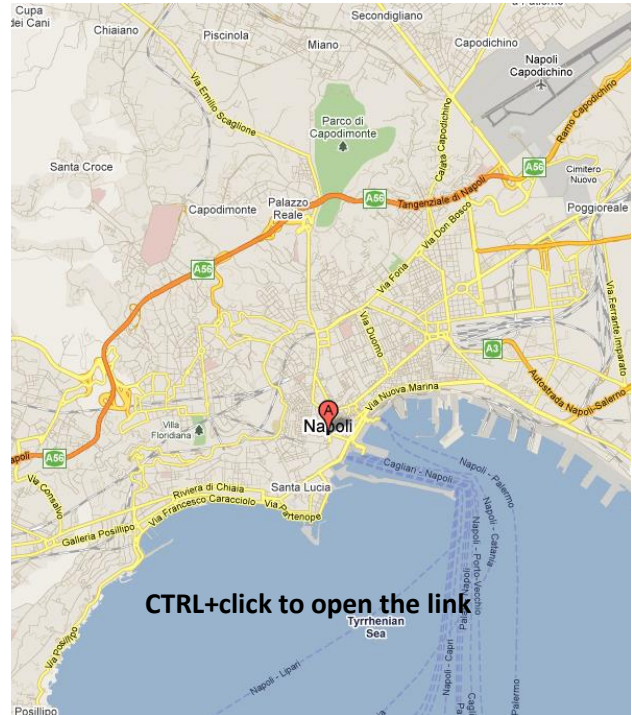 Cupa
dei Cani
Chiaiano
Piscinola
Secondigliano
Miano
Capodichino
Napoli
Capodichino
Via Emilio Scaglione
Parco di
Capodimonte
Calata Capodichino
Ramo Capodichino
A56
Santa Croce
Capodimonte
Palazzo
Reale
A56
Tangenziale di Napoli
Cimitero
Nuovo
Poggioreale
Via Don Bosco
Via Foria
A56
Via Duomo
Via Ferrante Imparato
A3
Autostrada Napoli-Salerno
Via Nuova Marina
A
Napoli
Villa
Floridiana
A56
Via Consalvo
Santa Lucia
Cagliari - Napoli
Napoli - Palermo
Riviera di Chiaia
Via Francesco Caracciolo
Via Partenope
Galleria Posillipo
Napoli - Catania
Napoli - Porto-Vecchio
CTRL+click to open the link
Tyrrhenian
Sea
Via Posillipo
Napoli - Lipari
Napoli - Capri
Palermo
Posillipo